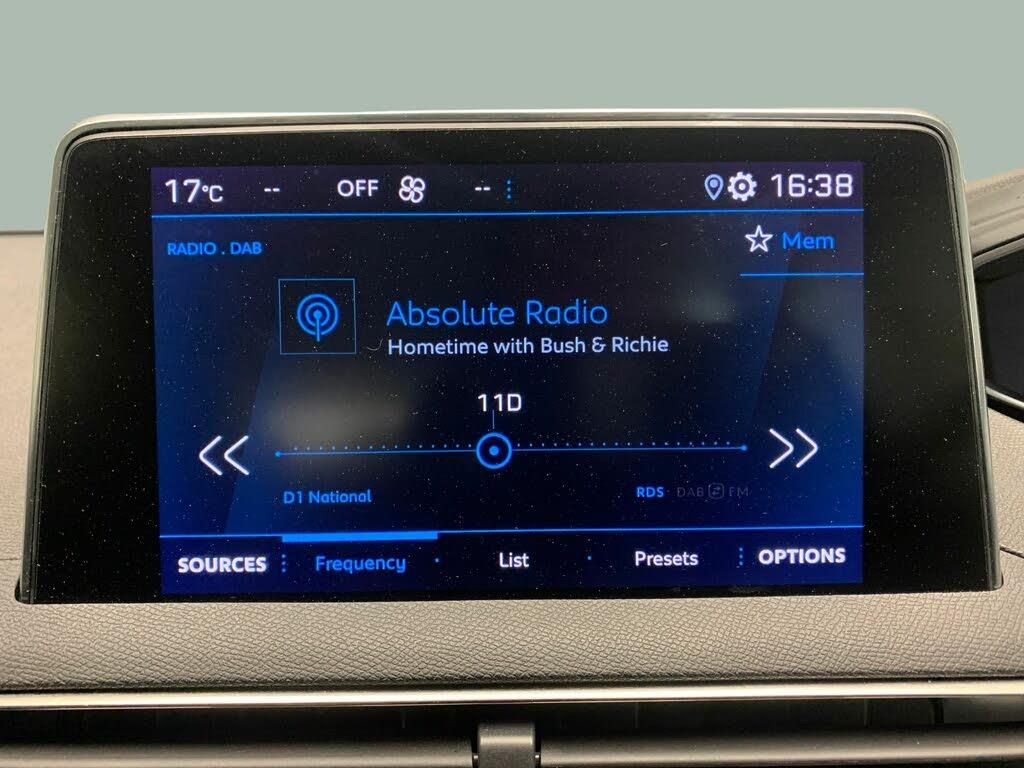 17°C -- OFF -- 16:38
RADIO . DAB
Mem
Absolute Radio
Hometime with Bush & Richie
11D
D1 National
RDS DAB FM
SOURCES Frequency List Presets OPTIONS